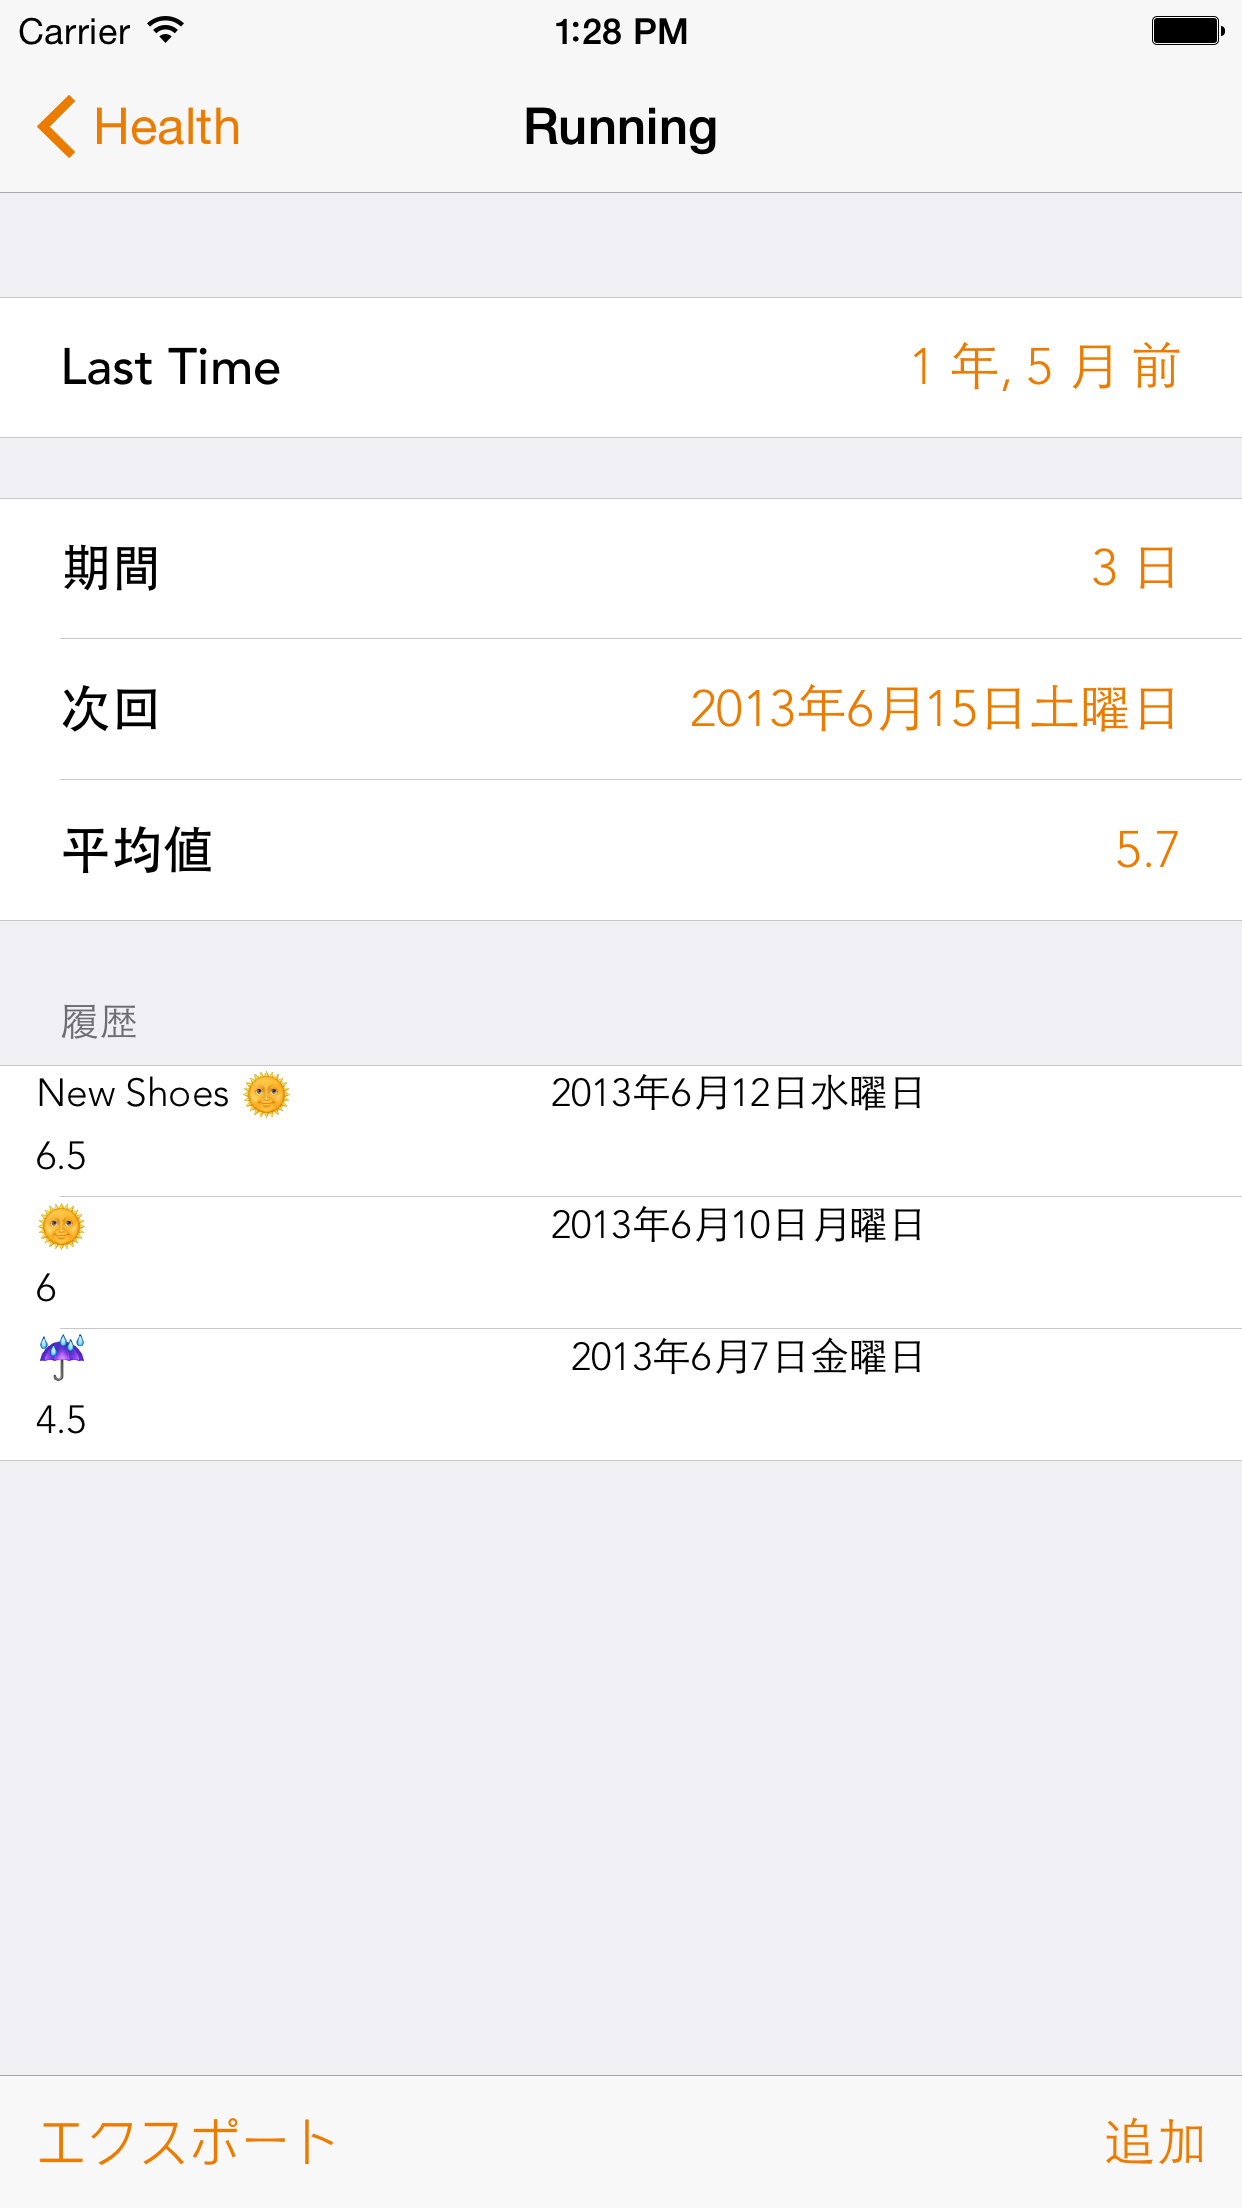 Carrier 1:28 PM
Health Running
Last Time 1 年, 5 月 前
期間 3 日
次回 2013年6月15日土曜日
平均値 5.7
履歴
New Shoes 🌞 2013年6月12日水曜日
6.5
🌞 2013年6月10日月曜日
6
☔ 2013年6月7日金曜日
4.5
エクスポート 追加